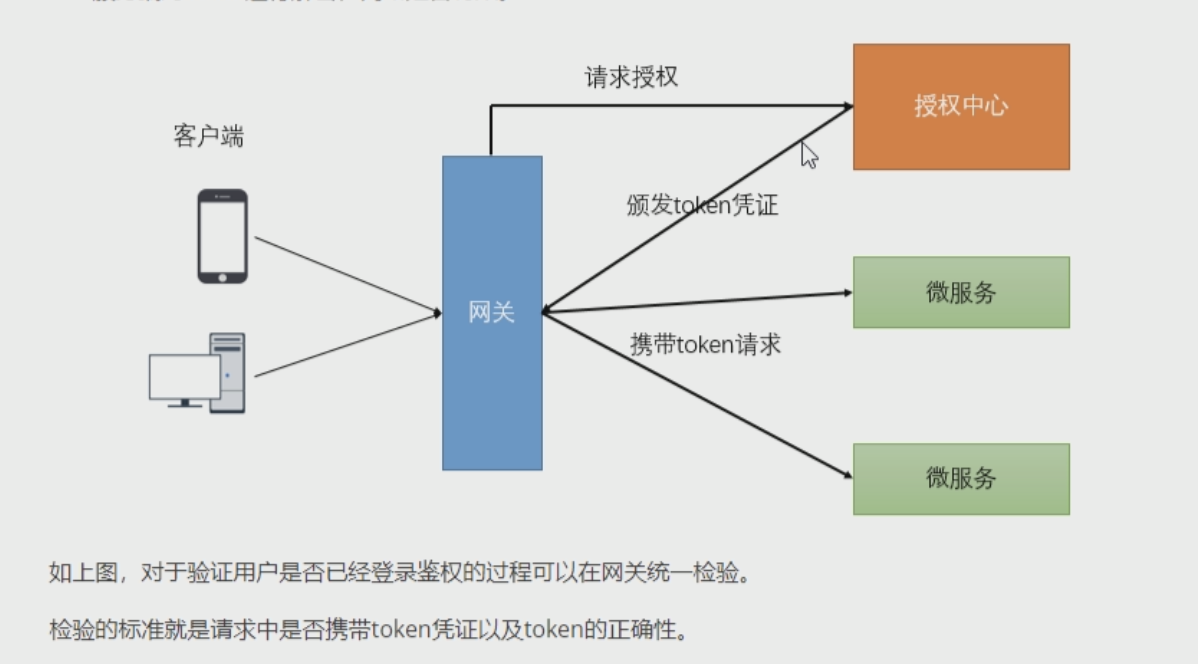 请求授权
授权中心
客户端
颁发token凭证
微服务
网关
携带token请求
微服务
如上图，对于验证用户是否已经登录鉴权的过程可以在网关统一检验。
检验的标准就是请求中是否携带token凭证以及token的正确性。